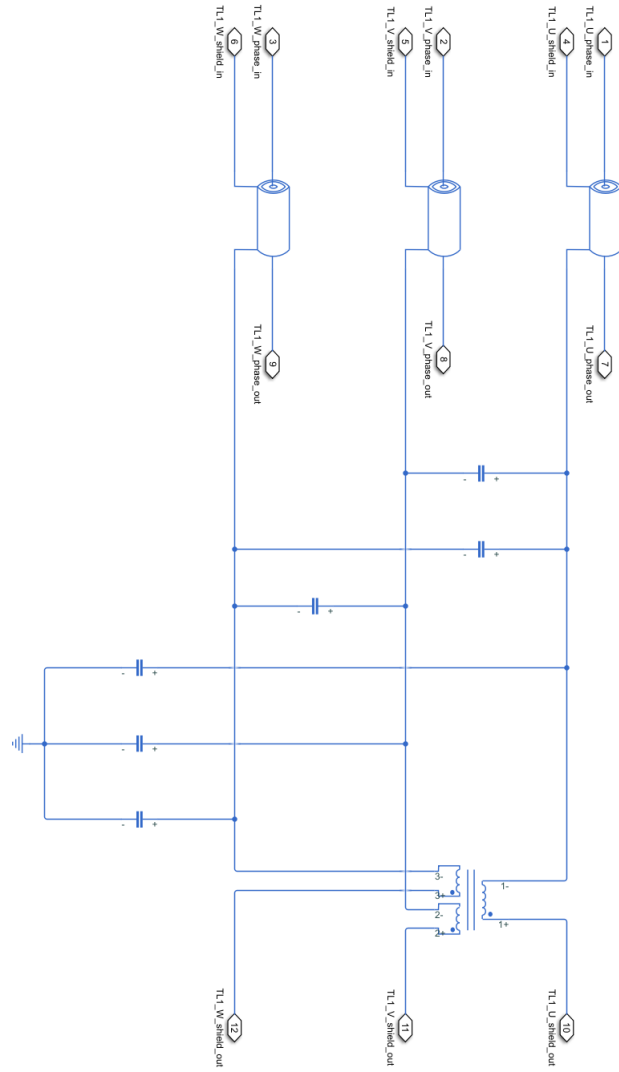 TL1_W_shield_in
6
TL1_W_phase_in
3
TL1_V_shield_in
5
TL1_V_phase_in
2
TL1_U_shield_in
4
TL1_U_phase_in
1
TL1_W_phase_out
9
TL1_V_phase_out
8
TL1_U_phase_out
7
- +
- +
- +
- +
- +
- +
3-
3+
2-
2+
1-
1+
TL1_W_shield_out
12
TL1_V_shield_out
11
TL1_U_shield_out
10